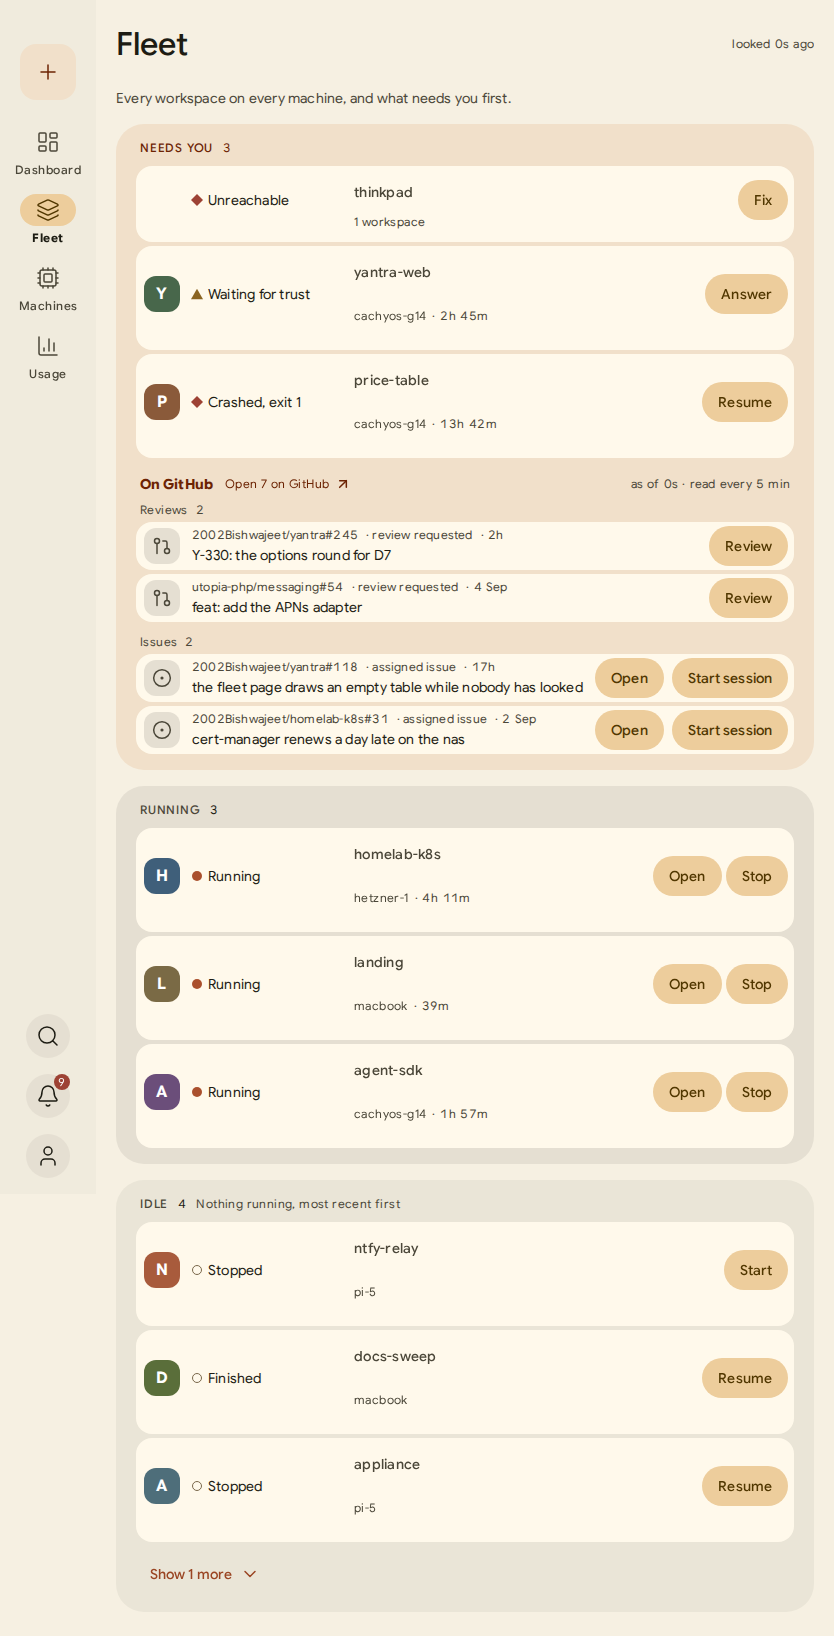 Fleet
looked 0s ago
Every workspace on every machine, and what needs you first.
Dashboard
Fleet
Machines
Usage
9
NEEDS YOU 3
Unreachable
thinkpad
1 workspace
Fix
Y
Waiting for trust
yantra-web
cachyos-g14 · 2h 45m
Answer
P
Crashed, exit 1
price-table
cachyos-g14 · 13h 42m
Resume
On GitHub Open 7 on GitHub
as of 0s · read every 5 min
Reviews 2
2002Bishwajeet/yantra#245 · review requested · 2h
Y-330: the options round for D7
Review
utopia-php/messaging#54 · review requested · 4 Sep
feat: add the APNs adapter
Review
Issues 2
2002Bishwajeet/yantra#118 · assigned issue · 17h
the fleet page draws an empty table while nobody has looked
Open
Start session
2002Bishwajeet/homelab-k8s#31 · assigned issue · 2 Sep
cert-manager renews a day late on the nas
Open
Start session
RUNNING 3
H
Running
homelab-k8s
hetzner-1 · 4h 11m
Open
Stop
L
Running
landing
macbook · 39m
Open
Stop
A
Running
agent-sdk
cachyos-g14 · 1h 57m
Open
Stop
IDLE 4 Nothing running, most recent first
N
Stopped
ntfy-relay
pi-5
Start
D
Finished
docs-sweep
macbook
Resume
A
Stopped
appliance
pi-5
Resume
Show 1 more